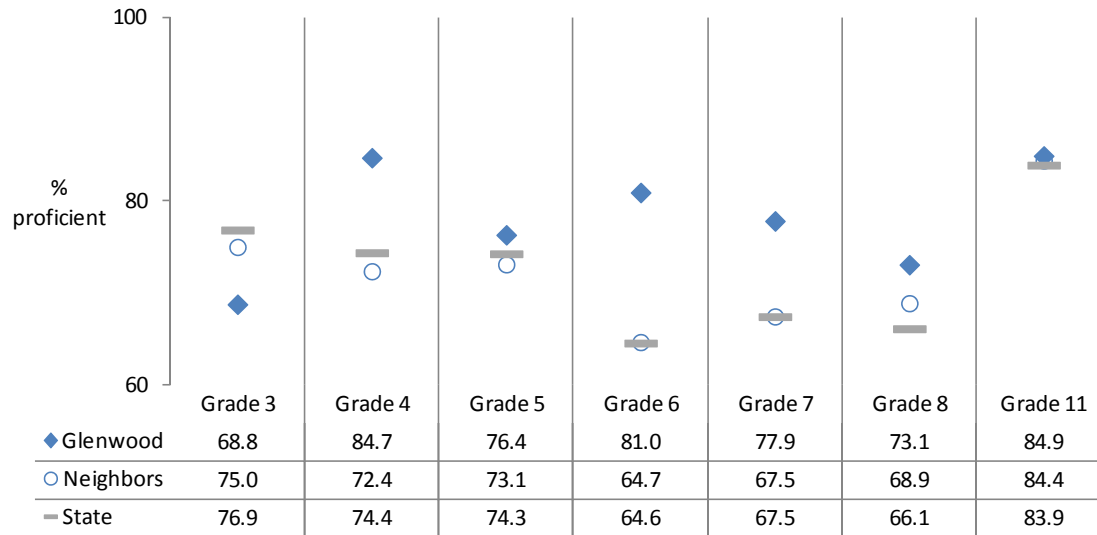 100
80
%
proficient
60
Grade 3 Grade 4 Grade 5 Grade 6 Grade 7 Grade 8 Grade 11
Glenwood 68.8 84.7 76.4 81.0 77.9 73.1 84.9
Neighbors 75.0 72.4 73.1 64.7 67.5 68.9 84.4
State 76.9 74.4 74.3 64.6 67.5 66.1 83.9